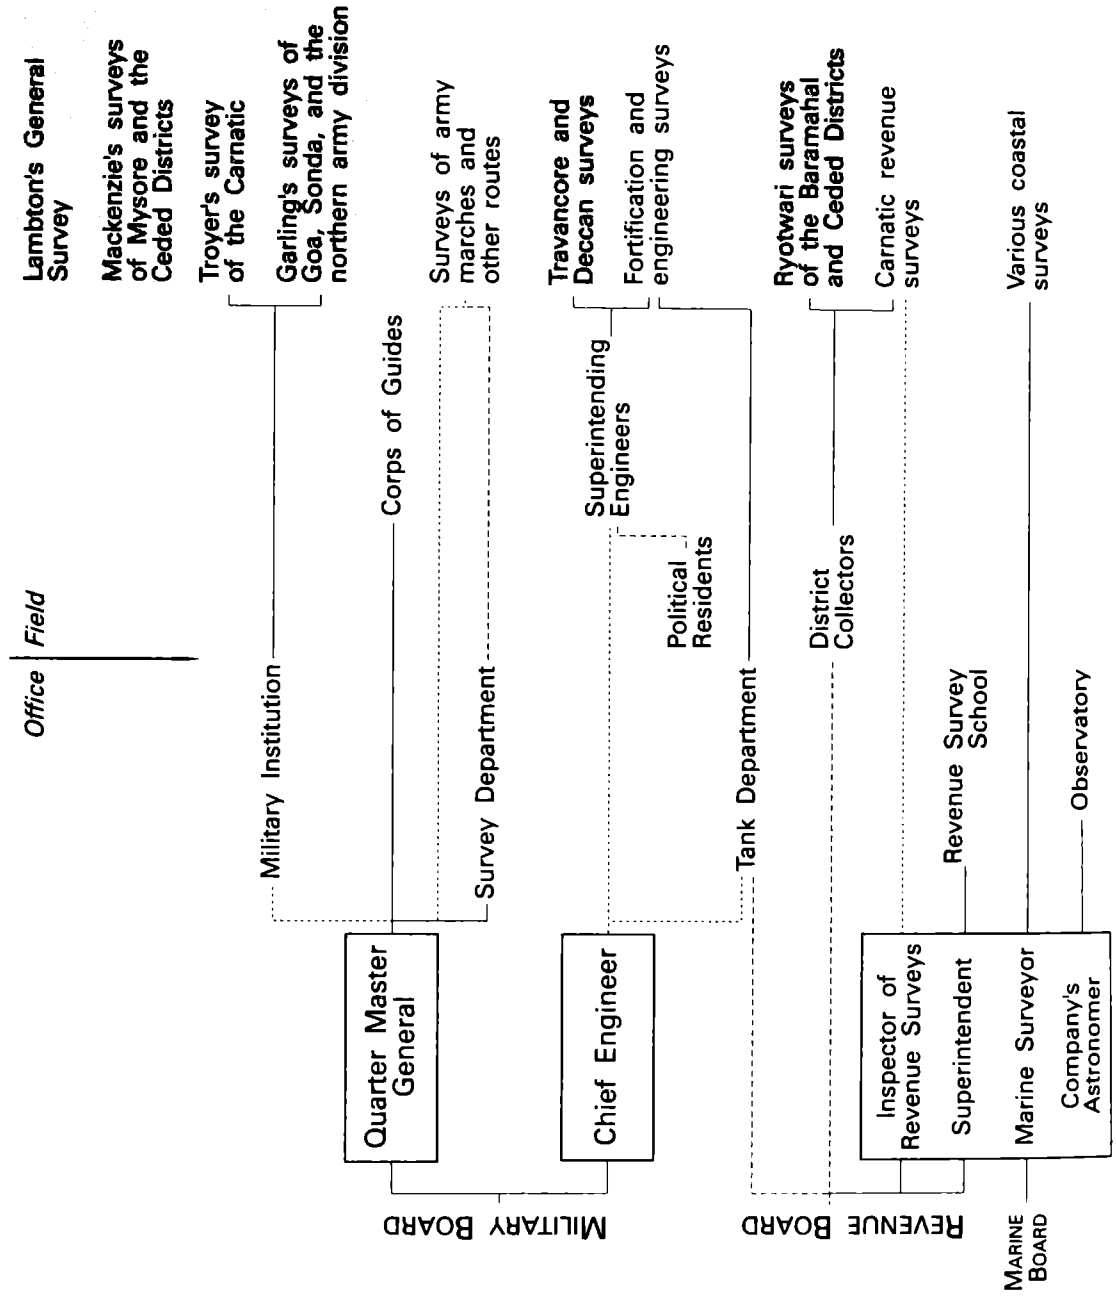 Office
Field
Lambton's General
Survey
Mackenzie's surveys
of Mysore and the
Ceded Districts
Troyer's survey
of the Carnatic
Military Institution
Garling's surveys of
Goa, Sonda, and the
northern army division
MILITARY BOARD
Quarter Master
General
Corps of Guides
Survey Department
Surveys of army
marches and
other routes
Chief Engineer
Superintending
Engineers
Travancore and
Deccan surveys
Fortification and
engineering surveys
Political
Residents
Tank Department
REVENUE BOARD
District
Collectors
Ryotwari surveys
of the Baramahal
and Ceded Districts
Inspector of
Revenue Surveys
Carnatic revenue
surveys
Superintendent
Revenue Survey
School
MARINE
BOARD
Marine Surveyor
Various coastal
surveys
Company's
Astronomer
Observatory